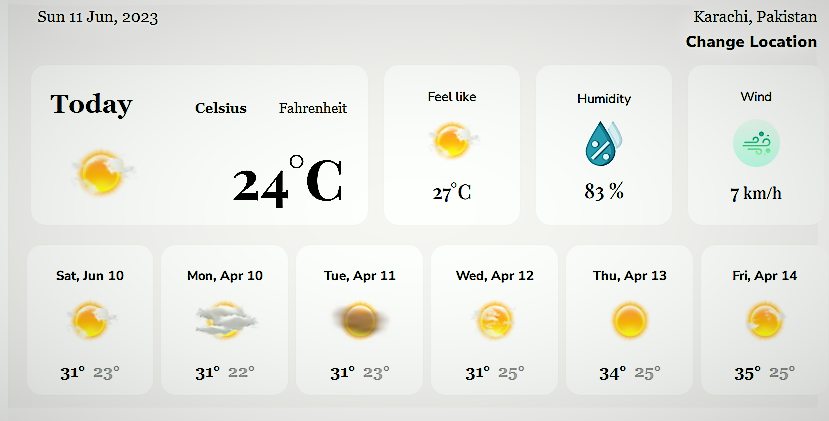 Sun 11 Jun, 2023
Karachi, Pakistan
Change Location
Today
Celsius Fahrenheit
24°C
Feel like
27°C
Humidity
83 %
Wind
7 km/h
Sat, Jun 10
31° 23°
Mon, Apr 10
31° 22°
Tue, Apr 11
31° 23°
Wed, Apr 12
31° 25°
Thu, Apr 13
34° 25°
Fri, Apr 14
35° 25°